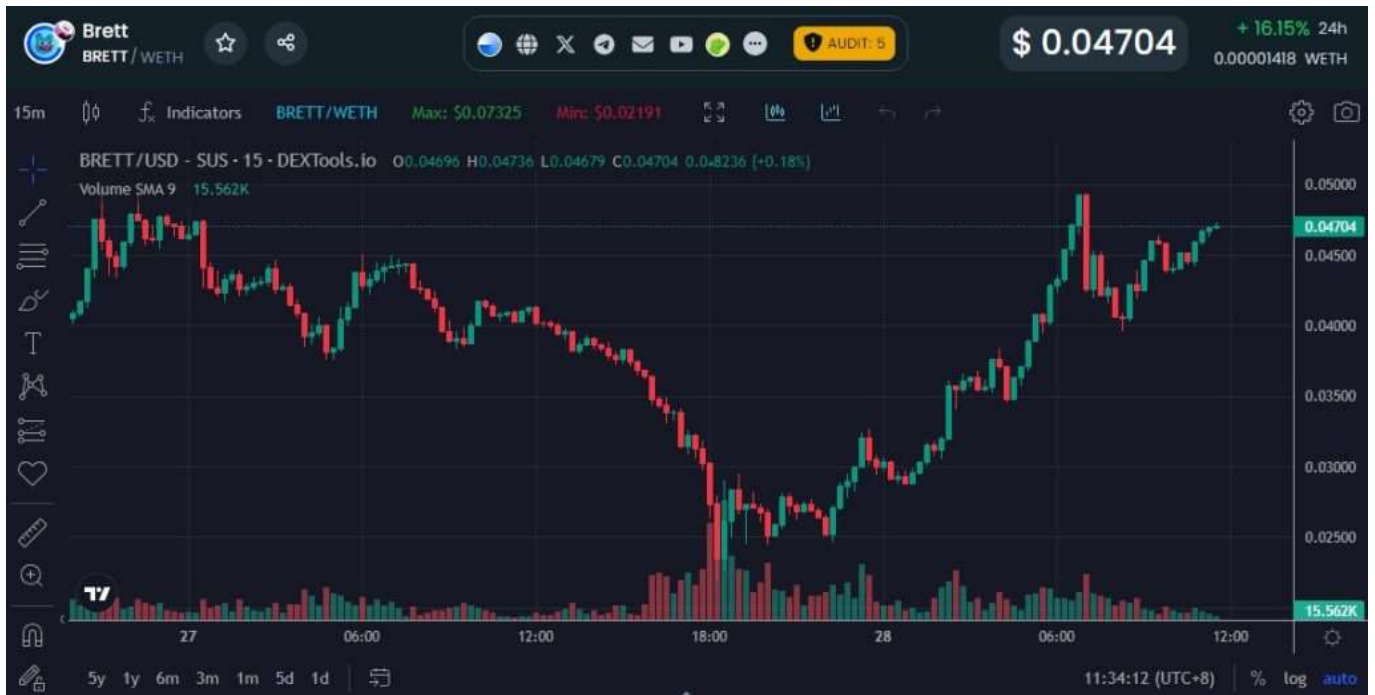 Brett
BRETT/WETH
AUDIT: 5
$ 0.04704
+ 16.15% 24h
0.00001418 WETH
15m
Indicators
BRETT/WETH
Max: $0.07325
Min: $0.02191
BRETT/USD - SUS · 15 · DEXTools.io O0.04696 H0.04736 L0.04679 C0.04704 0.0₄8236 (+0.18%)
Volume SMA 9 15.562K
0.05000
0.04704
0.04500
0.04000
0.03500
0.03000
0.02500
15.562K
27 06:00 12:00 18:00 28 06:00 12:00
5y 1y 6m 3m 1m 5d 1d
11:34:12 (UTC+8) % log auto